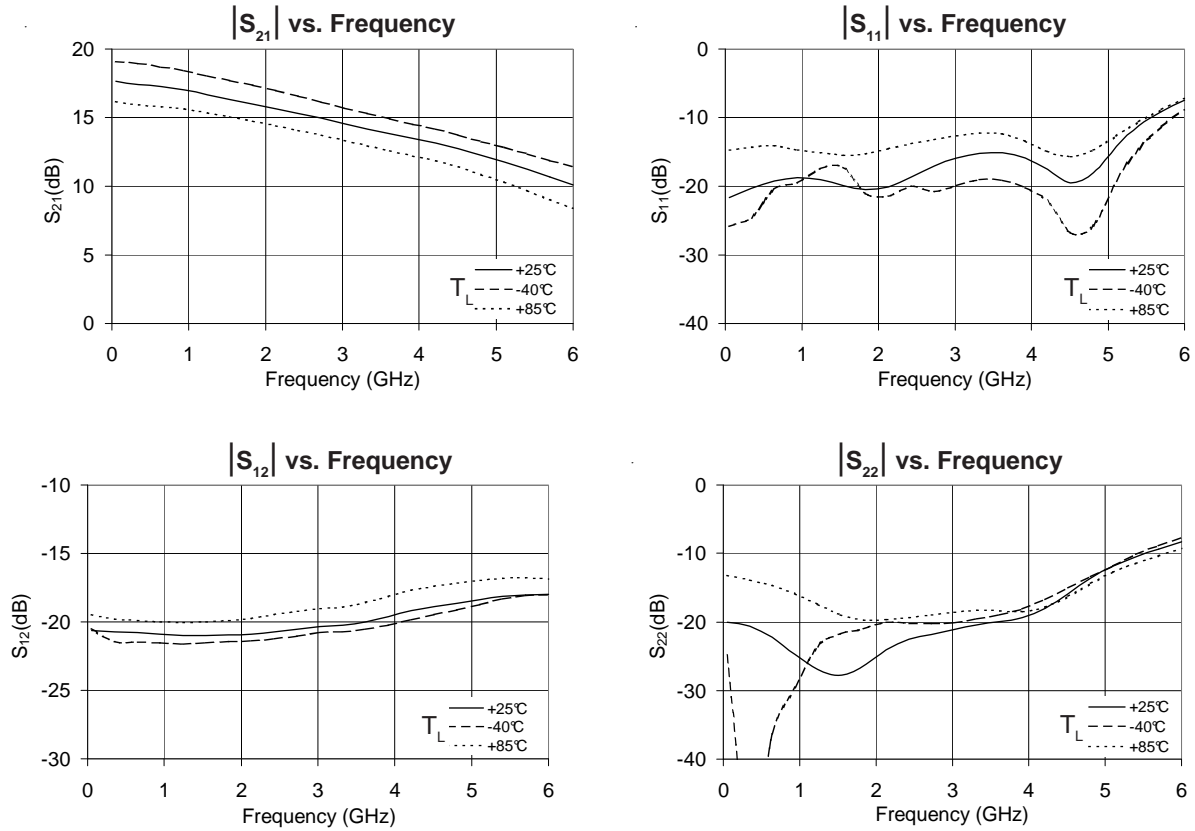 |S21| vs. Frequency
20
15
10
5
0
S21(dB)
TL
+25°C
-40°C
+85°C
0 1 2 3 4 5 6
Frequency (GHz)
|S11| vs. Frequency
0
-10
-20
-30
-40
S11(dB)
TL
+25°C
-40°C
+85°C
0 1 2 3 4 5 6
Frequency (GHz)
|S12| vs. Frequency
-10
-15
-20
-25
-30
S12(dB)
TL
+25°C
-40°C
+85°C
0 1 2 3 4 5 6
Frequency (GHz)
|S22| vs. Frequency
0
-10
-20
-30
-40
S22(dB)
TL
+25°C
-40°C
+85°C
0 1 2 3 4 5 6
Frequency (GHz)